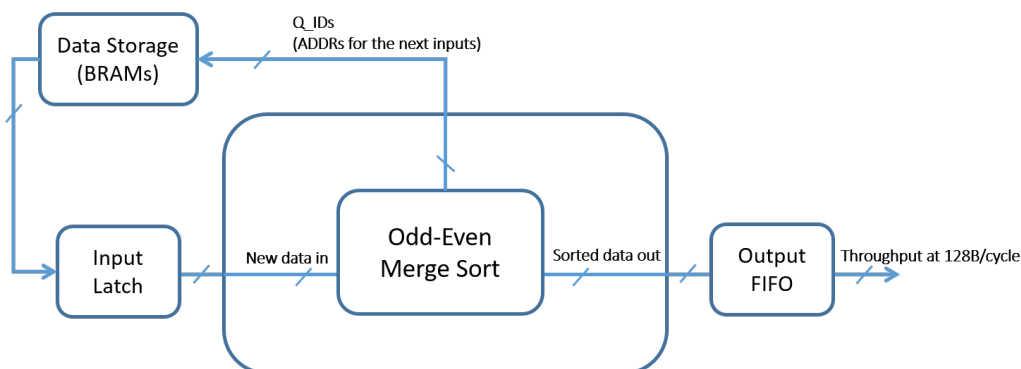 Q_IDs
(ADDRs for the next inputs)
Data Storage
(BRAMs)
Odd-Even
Merge Sort
Input
Latch
New data in
Sorted data out
Output
FIFO
Throughput at 128B/cycle